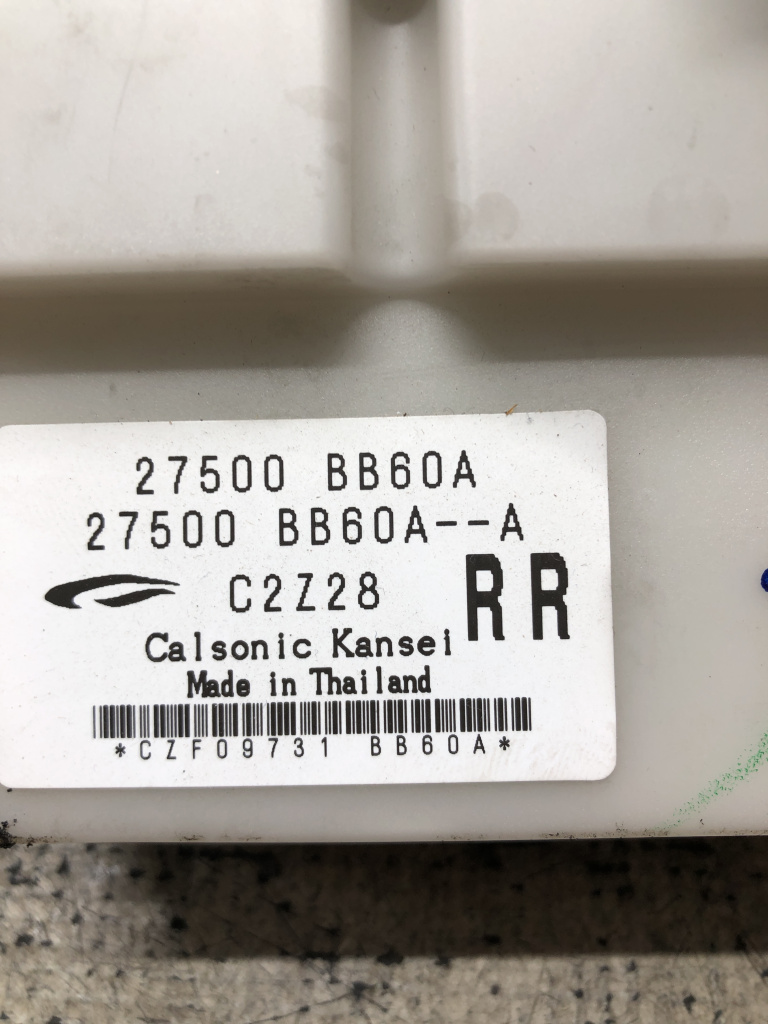 27500 BB60A
27500 BB60A--A
C2Z28 RR
Calsonic Kansei
Made in Thailand
*CZF09731 BB60A*